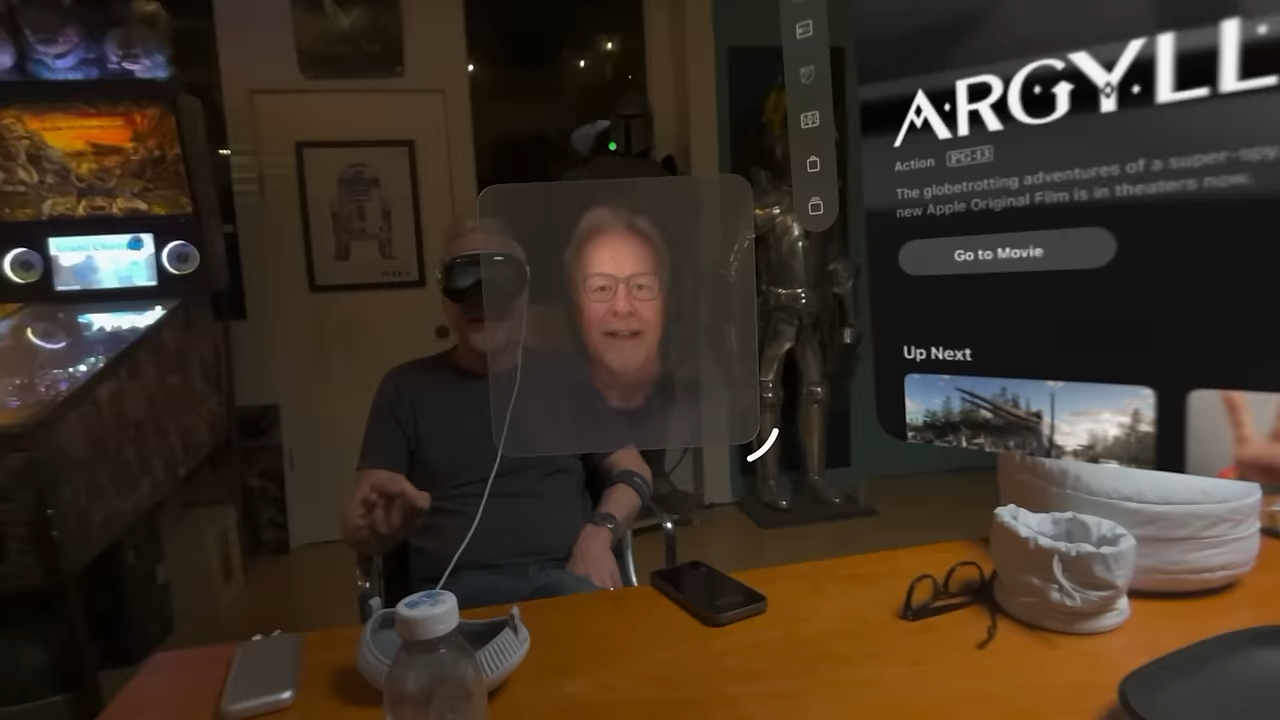 ARGYLL
Action PG-13
The globetrotting adventures of a super-spy
new Apple Original Film is in theaters now.
Go to Movie
Up Next